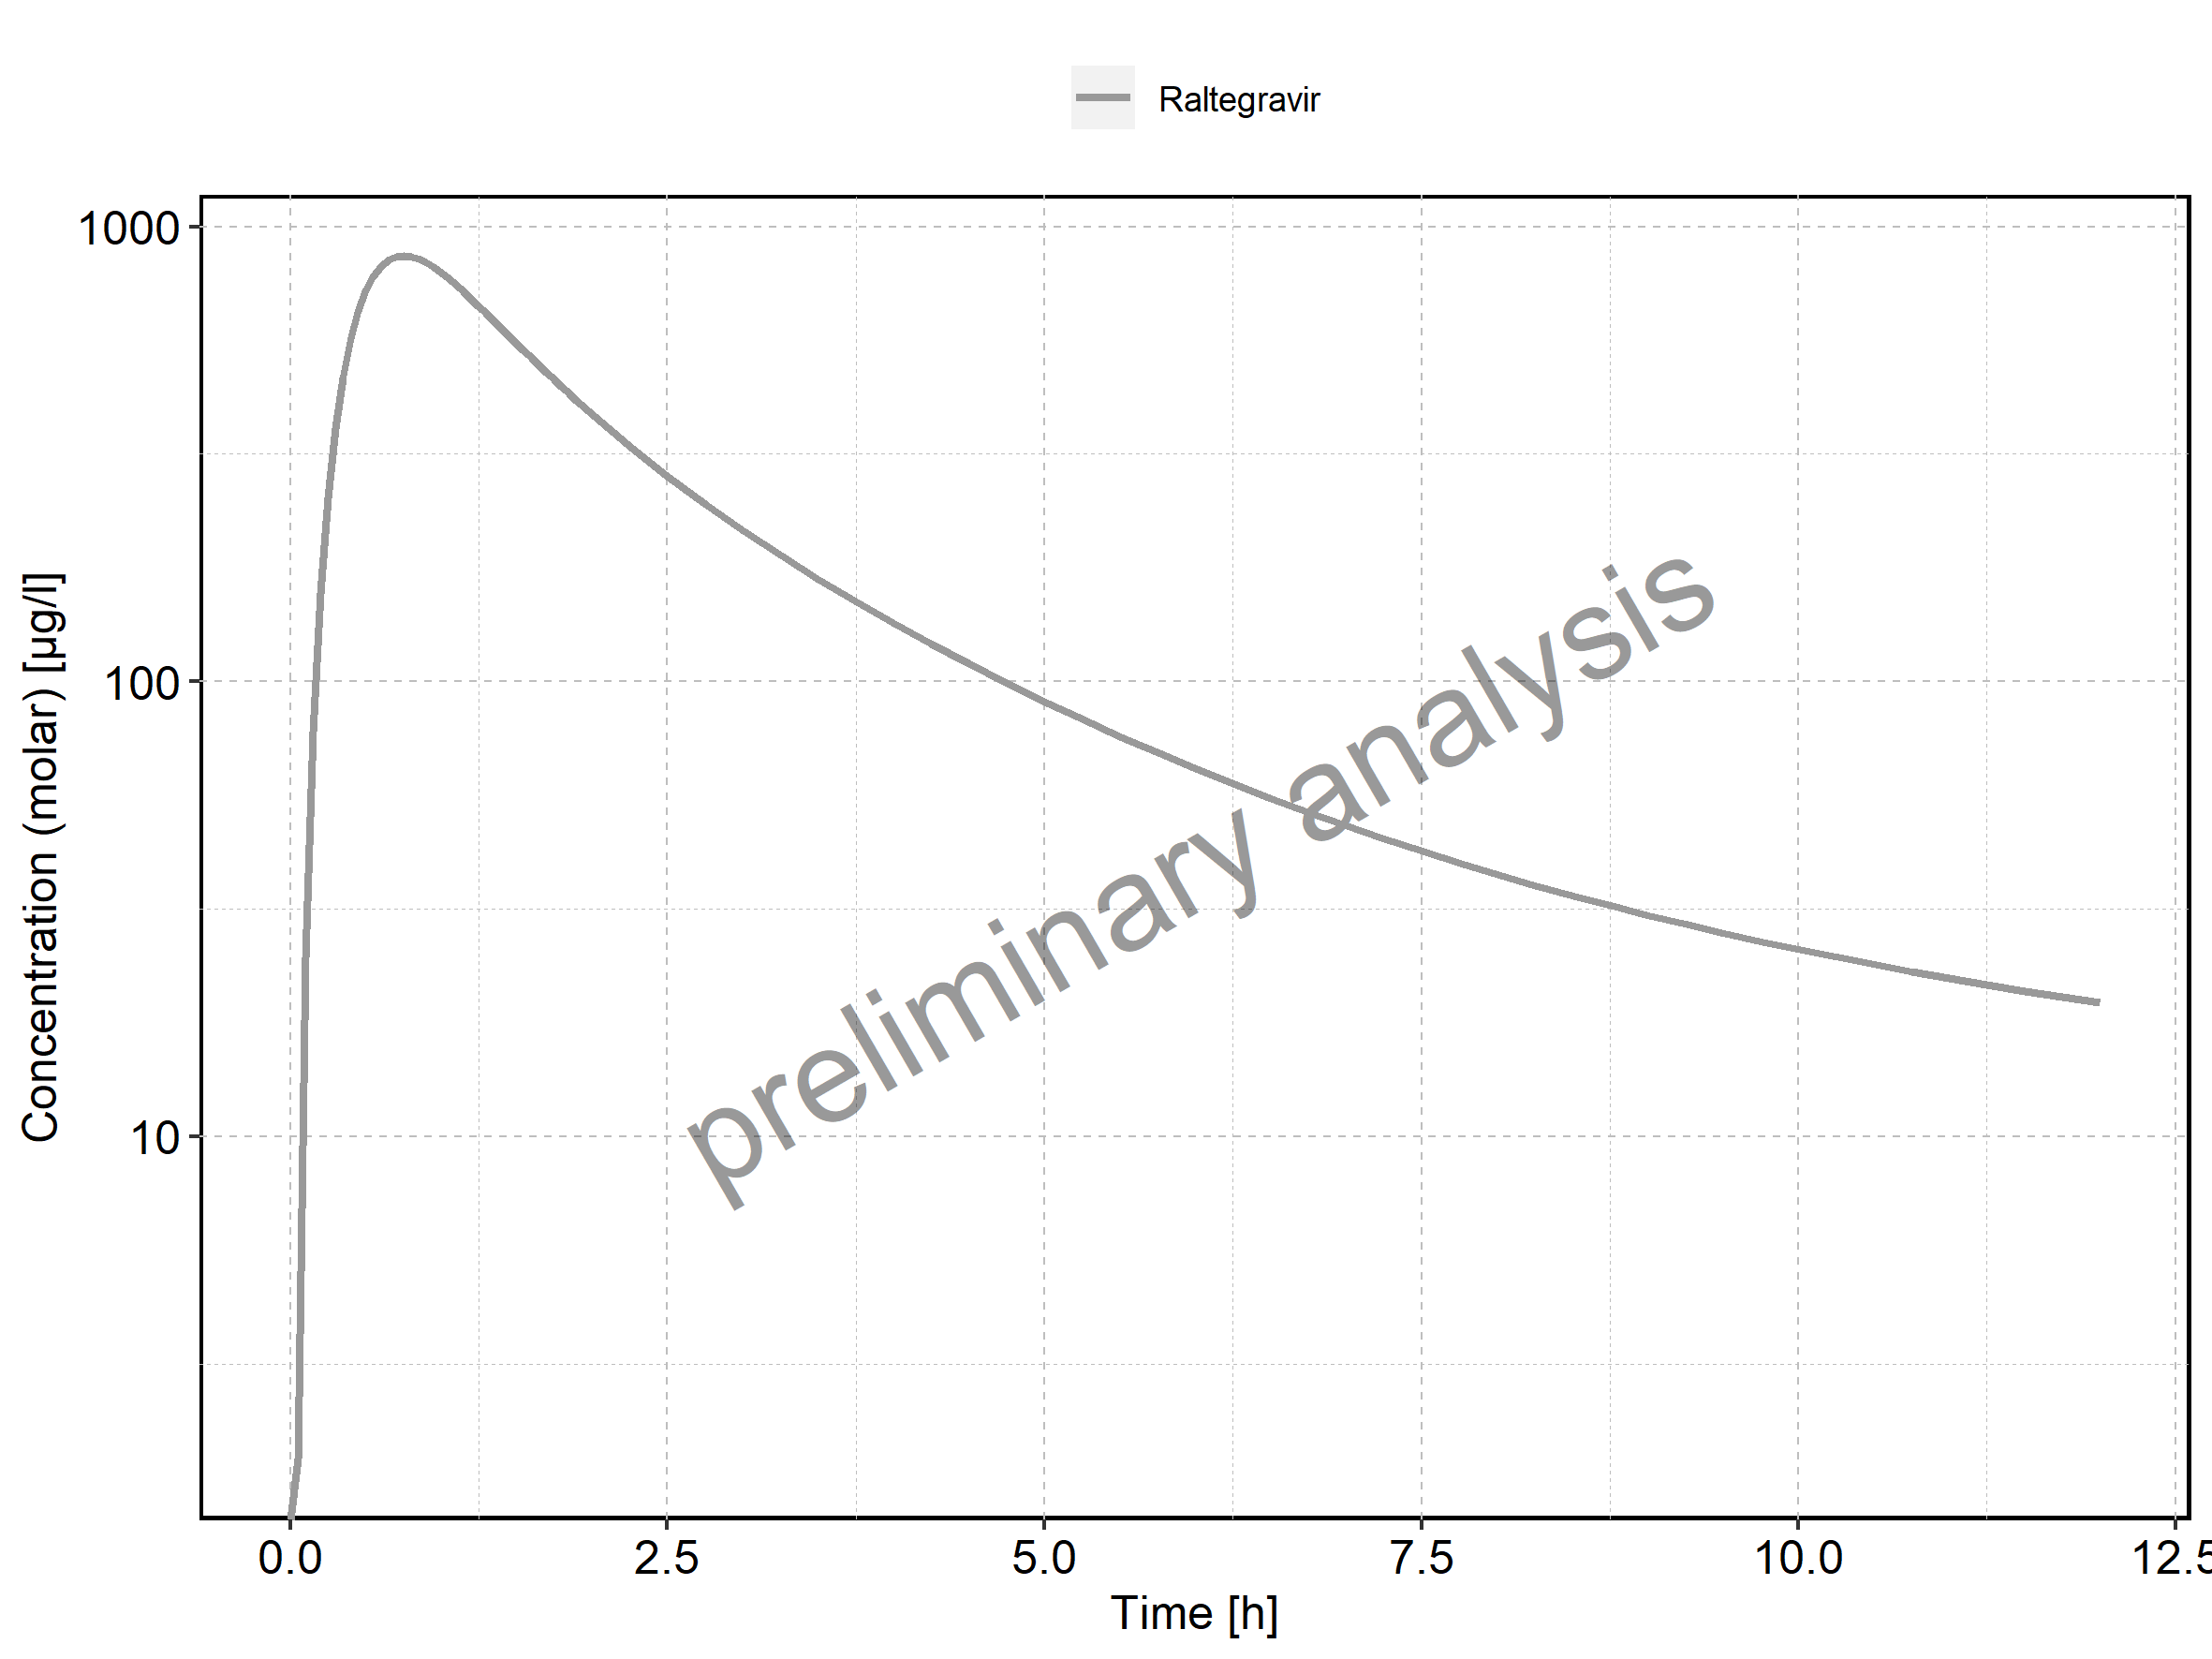 Raltegravir
1000
100
10
Concentration (molar) [µg/l]
preliminary analysis
0.0 2.5 5.0 7.5 10.0 12.5
Time [h]